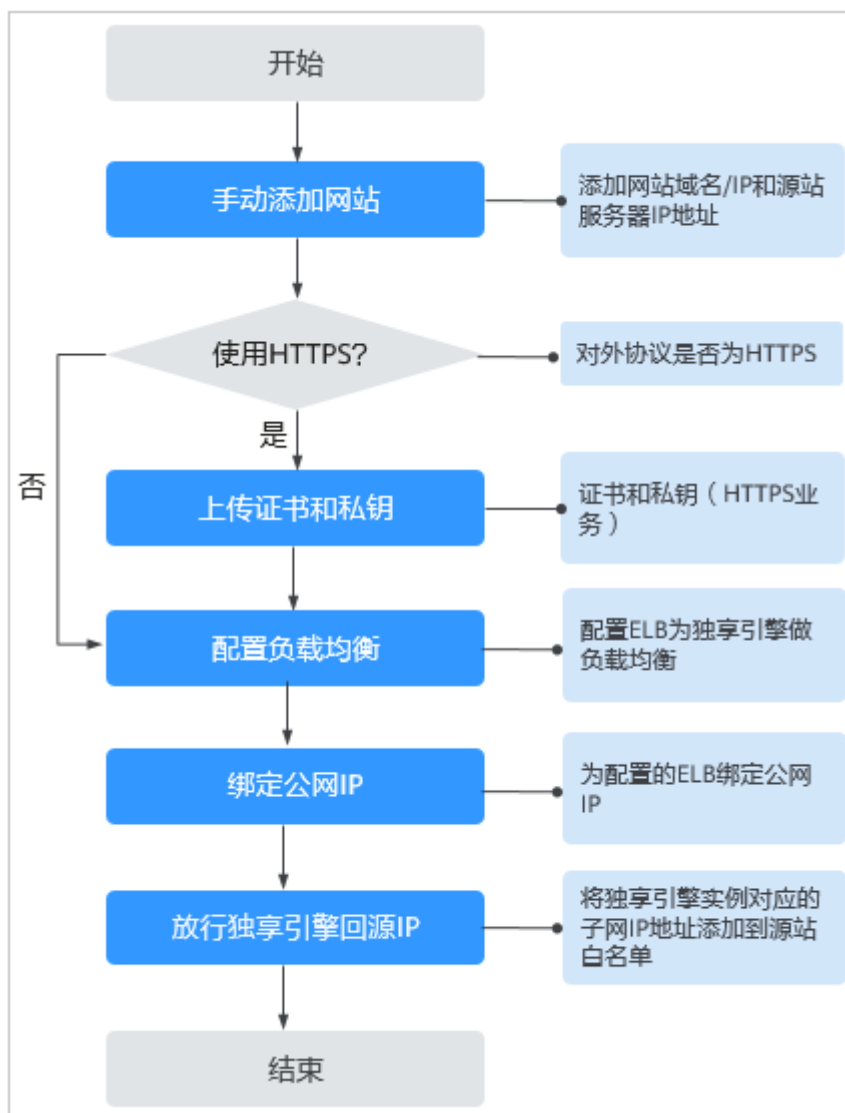 开始
手动添加网站
添加网站域名/IP和源站
服务器IP地址
使用HTTPS?
对外协议是否为HTTPS
是
否
上传证书和私钥
证书和私钥（HTTPS业
务）
配置负载均衡
配置ELB为独享引擎做
负载均衡
绑定公网IP
为配置的ELB绑定公网
IP
放行独享引擎回源IP
将独享引擎实例对应的
子网IP地址添加到源站
白名单
结束